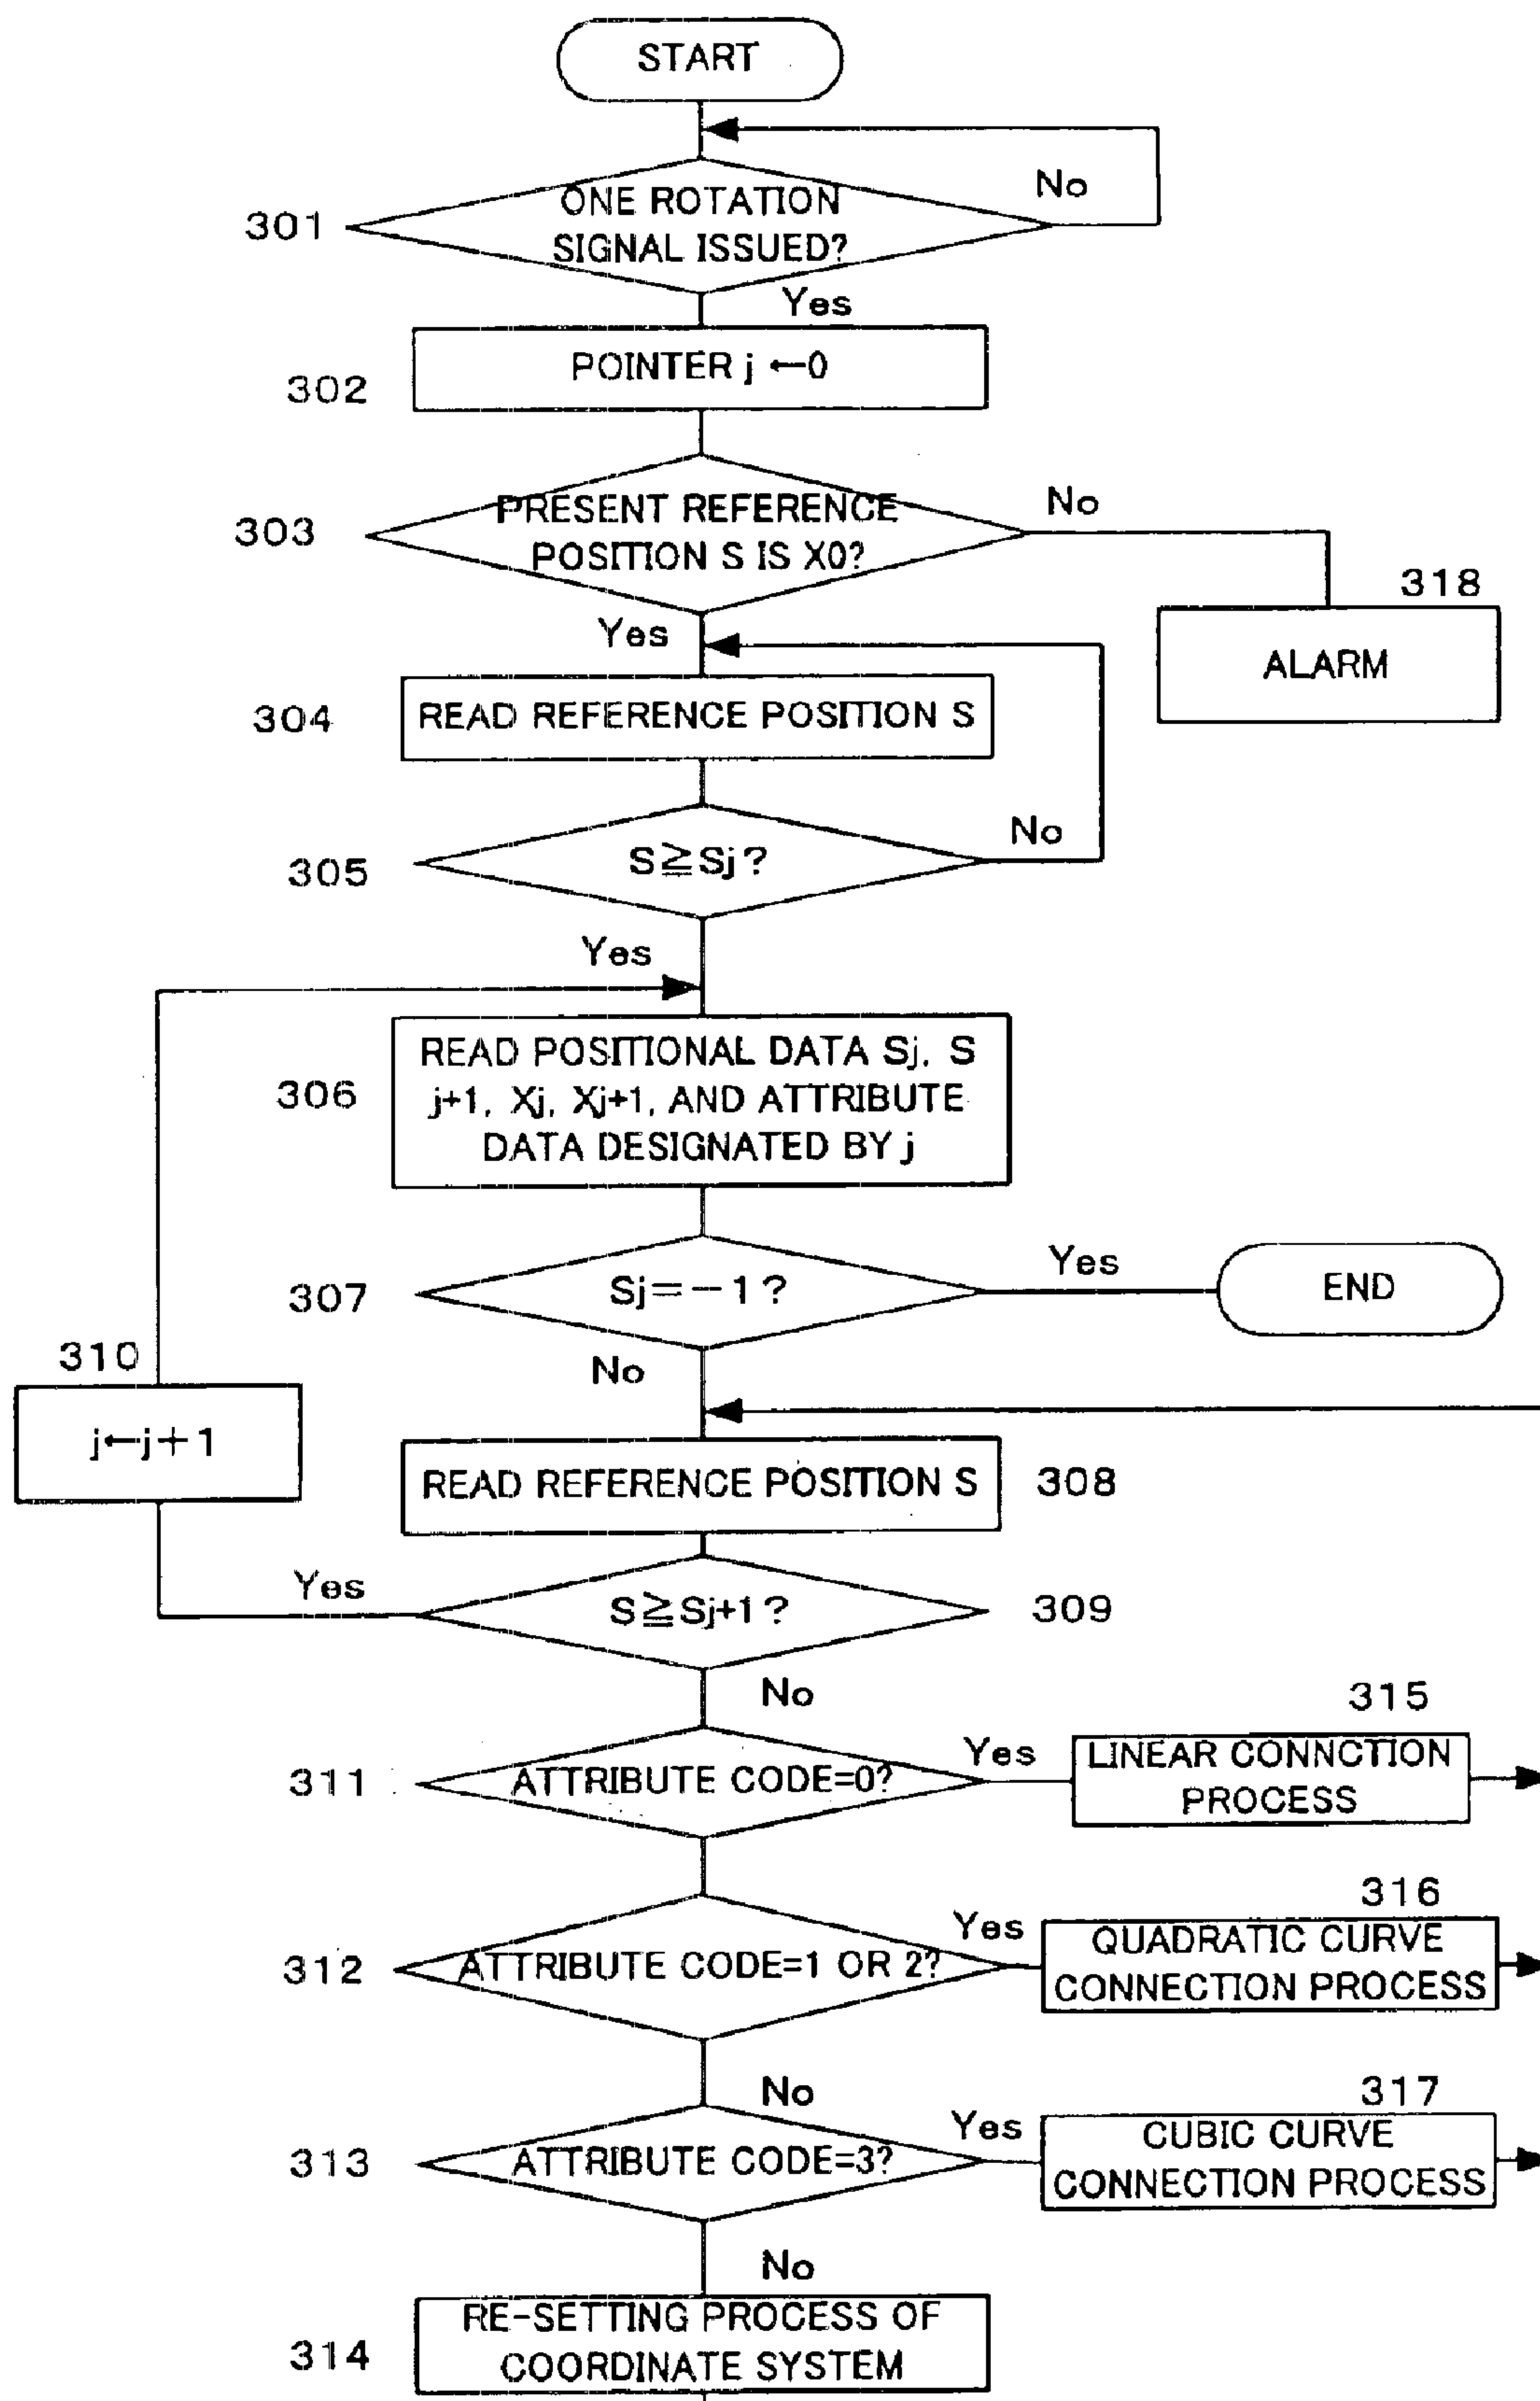 START
No
ONE ROTATION
SIGNAL ISSUED?
301
Yes
POINTER j ←0
302
PRESENT REFERENCE
POSITION S IS X0?
303
No
318
ALARM
Yes
READ REFERENCE POSITION S
304
No
S≧Sj?
305
Yes
READ POSITIONAL DATA Sj, S
j+1, Xj, Xj+1, AND ATTRIBUTE
DATA DESIGNATED BY j
306
Sj=-1?
307
Yes
END
310
j←j+1
No
READ REFERENCE POSITION S
308
Yes
S≧Sj+1?
309
No
315
ATTRIBUTE CODE=0?
311
Yes
LINEAR CONNCTION
PROCESS
316
ATTRIBUTE CODE=1 OR 2?
312
Yes
QUADRATIC CURVE
CONNECTION PROCESS
No
317
ATTRIBUTE CODE=3?
313
Yes
CUBIC CURVE
CONNECTION PROCESS
No
RE-SETTING PROCESS OF
COORDINATE SYSTEM
314